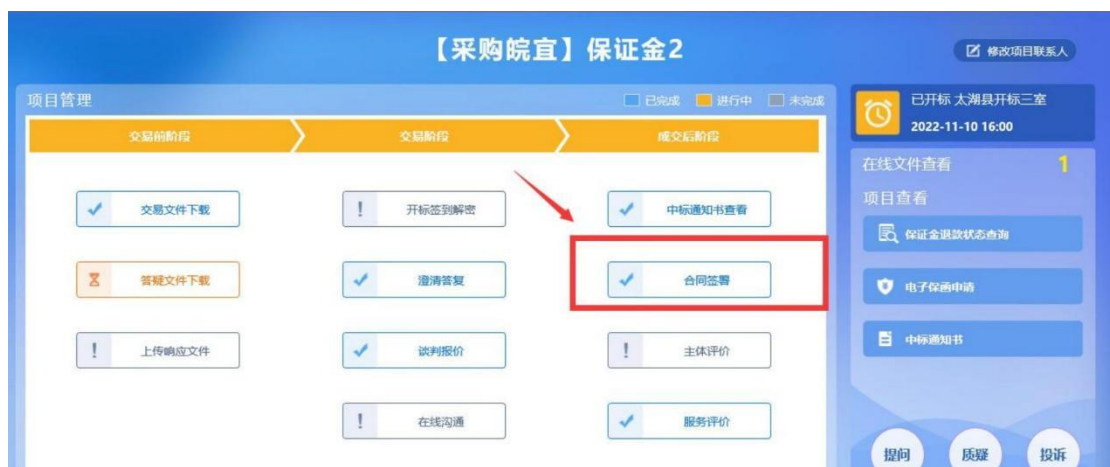 【采购皖宜】保证金2
修改项目联系人
项目管理
已完成 进行中 未完成
交易前阶段
交易阶段
成交后阶段
交易文件下载
开标签到解密
中标通知书查看
答疑文件下载
澄清答复
合同签署
上传响应文件
谈判报价
主体评价
在线沟通
服务评价
已开标 太湖县开标三室
2022-11-10 16:00
在线文件查看 1
项目查看
保证金退款状态查询
电子保函申请
中标通知书
提问
质疑
投诉